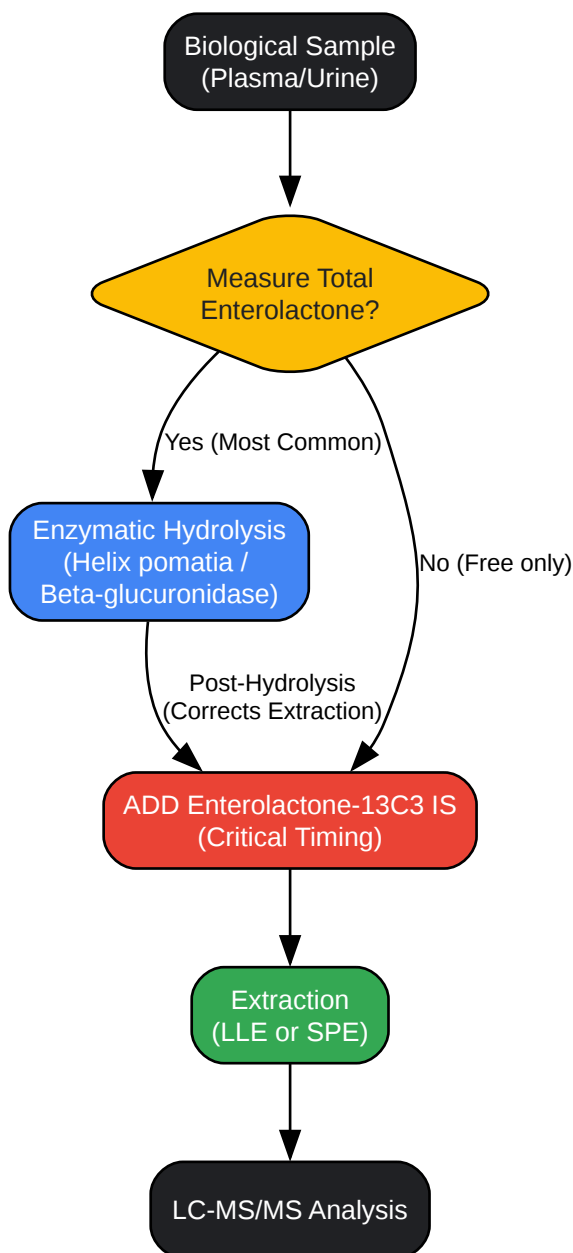 Biological Sample
(Plasma/Urine)
Measure Total
Enterolactone?
Yes (Most Common)
Enzymatic Hydrolysis
(Helix pomatia /
Beta-glucuronidase)
No (Free only)
Post-Hydrolysis
(Corrects Extraction)
ADD Enterolactone-13C3 IS
(Critical Timing)
Extraction
(LLE or SPE)
LC-MS/MS Analysis